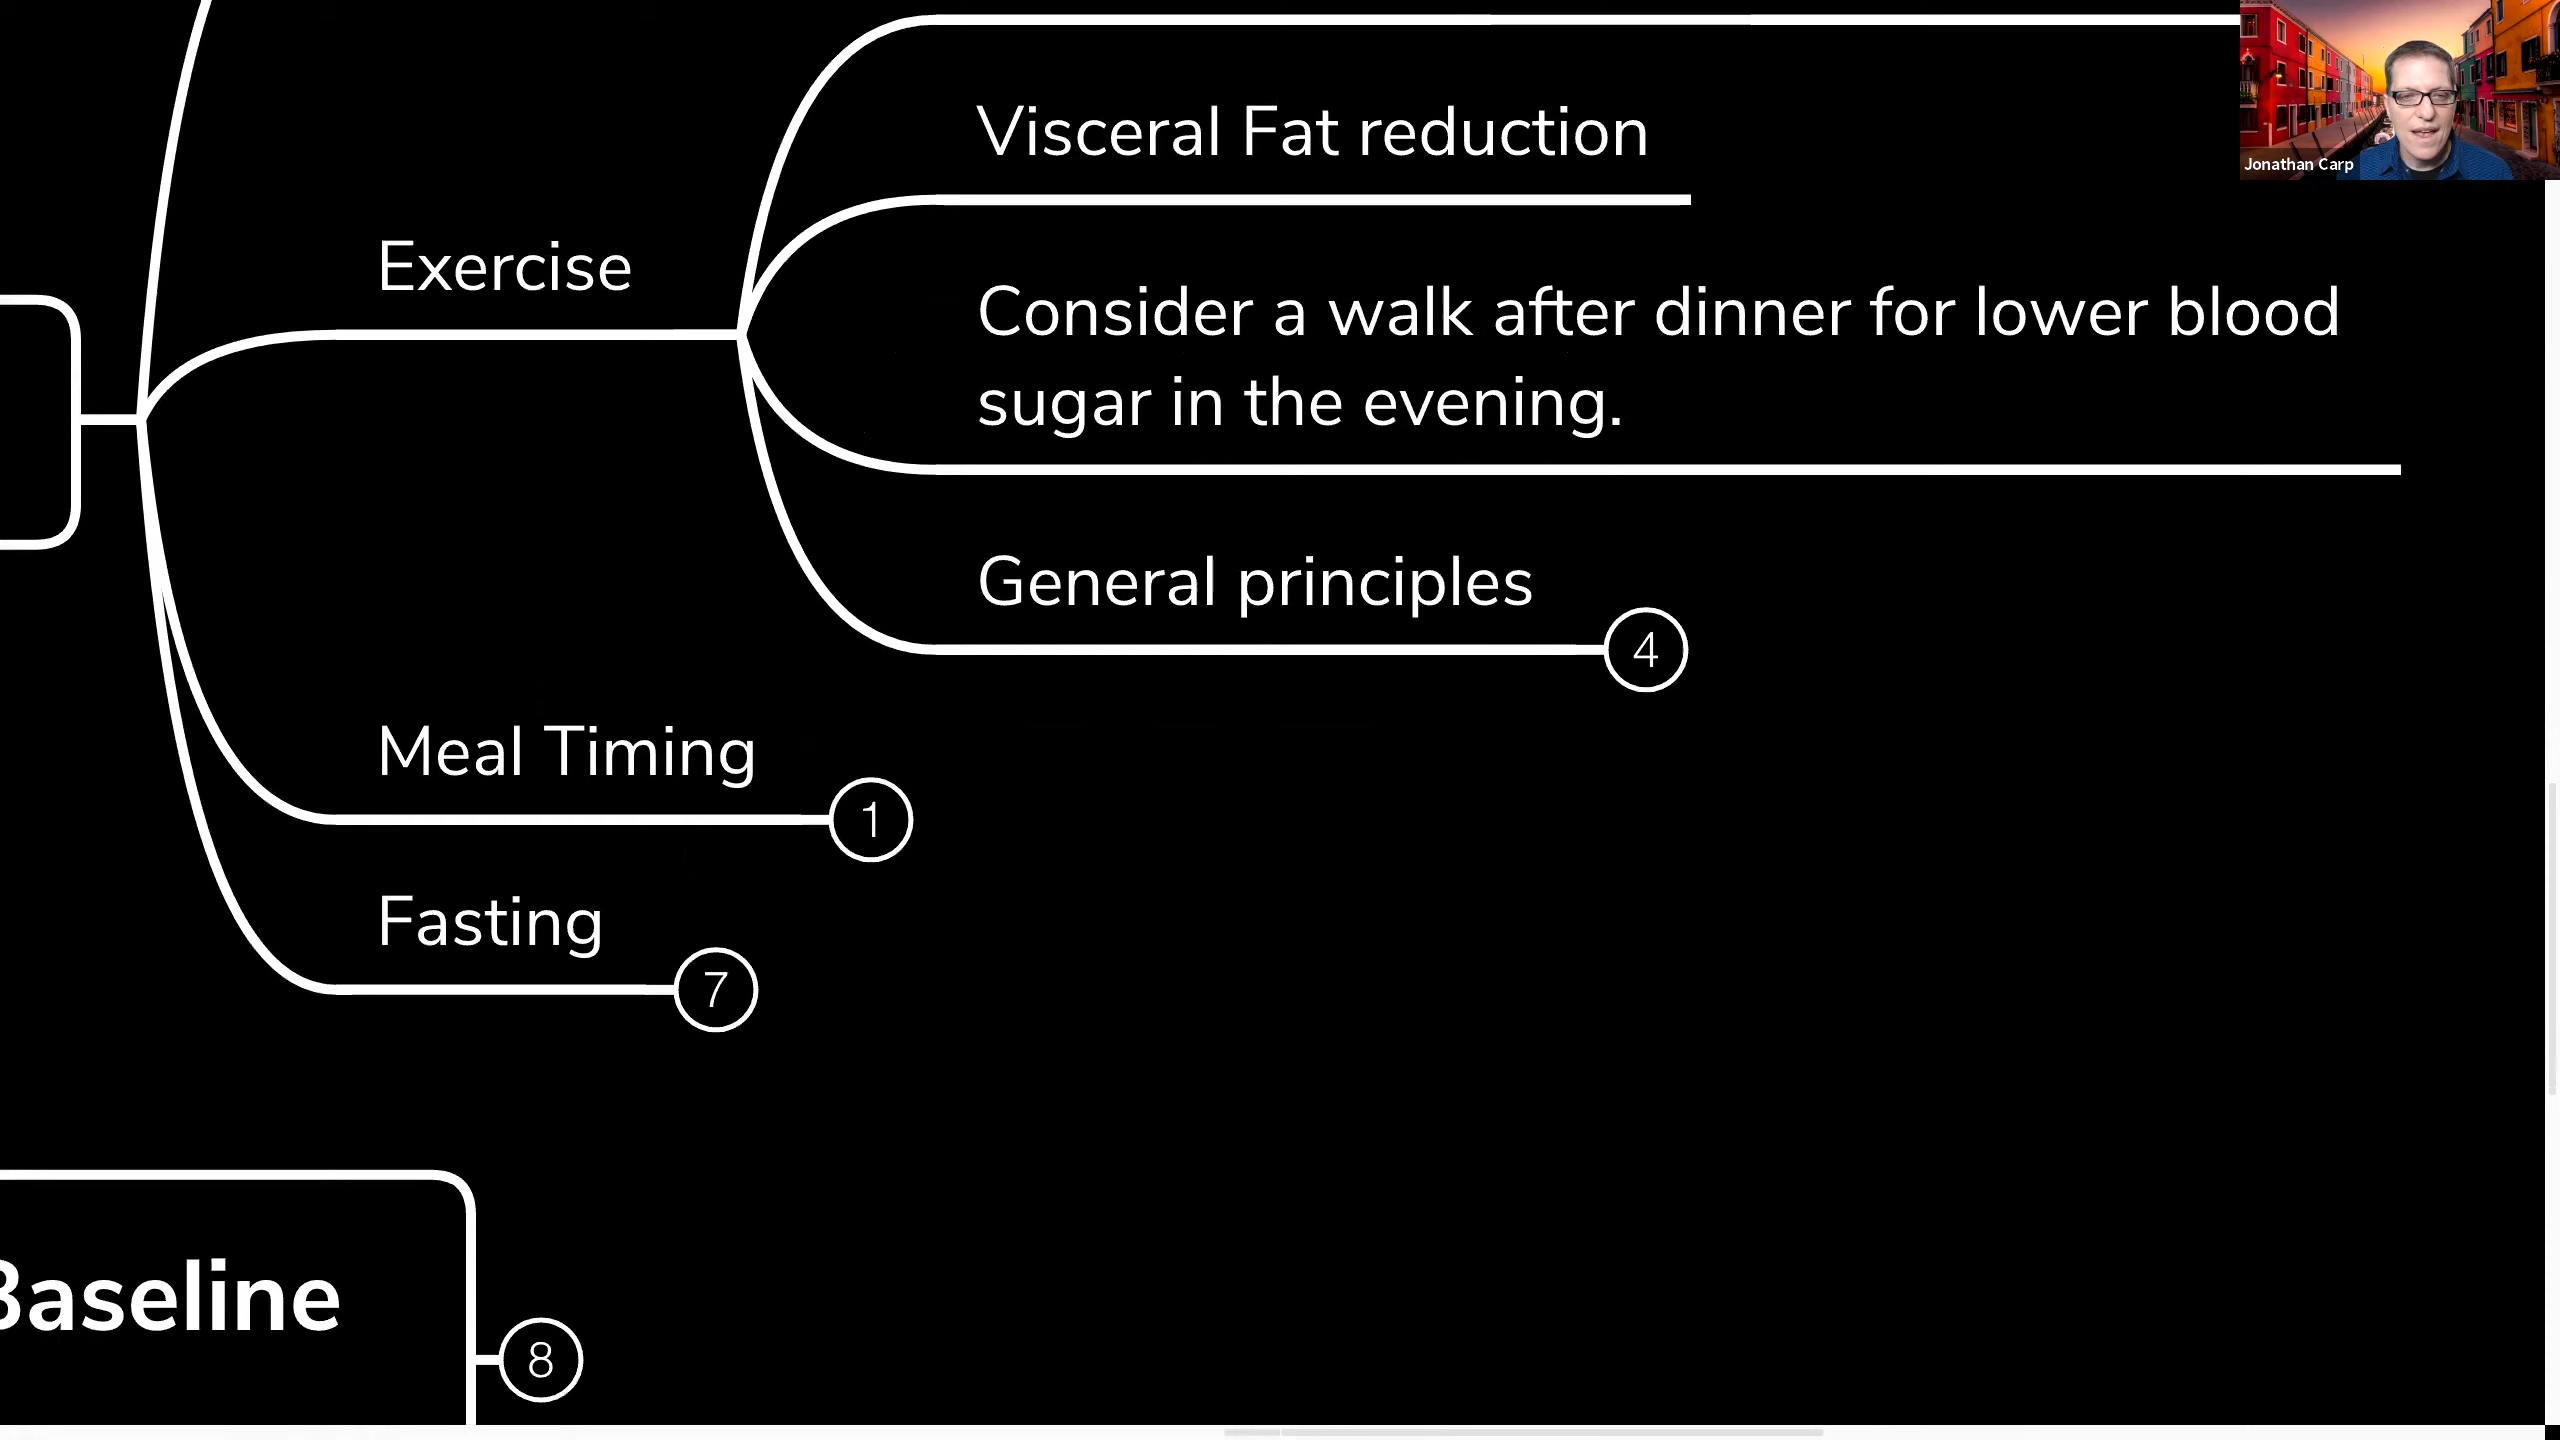 Jonathan Carp
Visceral Fat reduction
Exercise
Consider a walk after dinner for lower blood
sugar in the evening.
General principles
4
Meal Timing
1
Fasting
7
Baseline
8